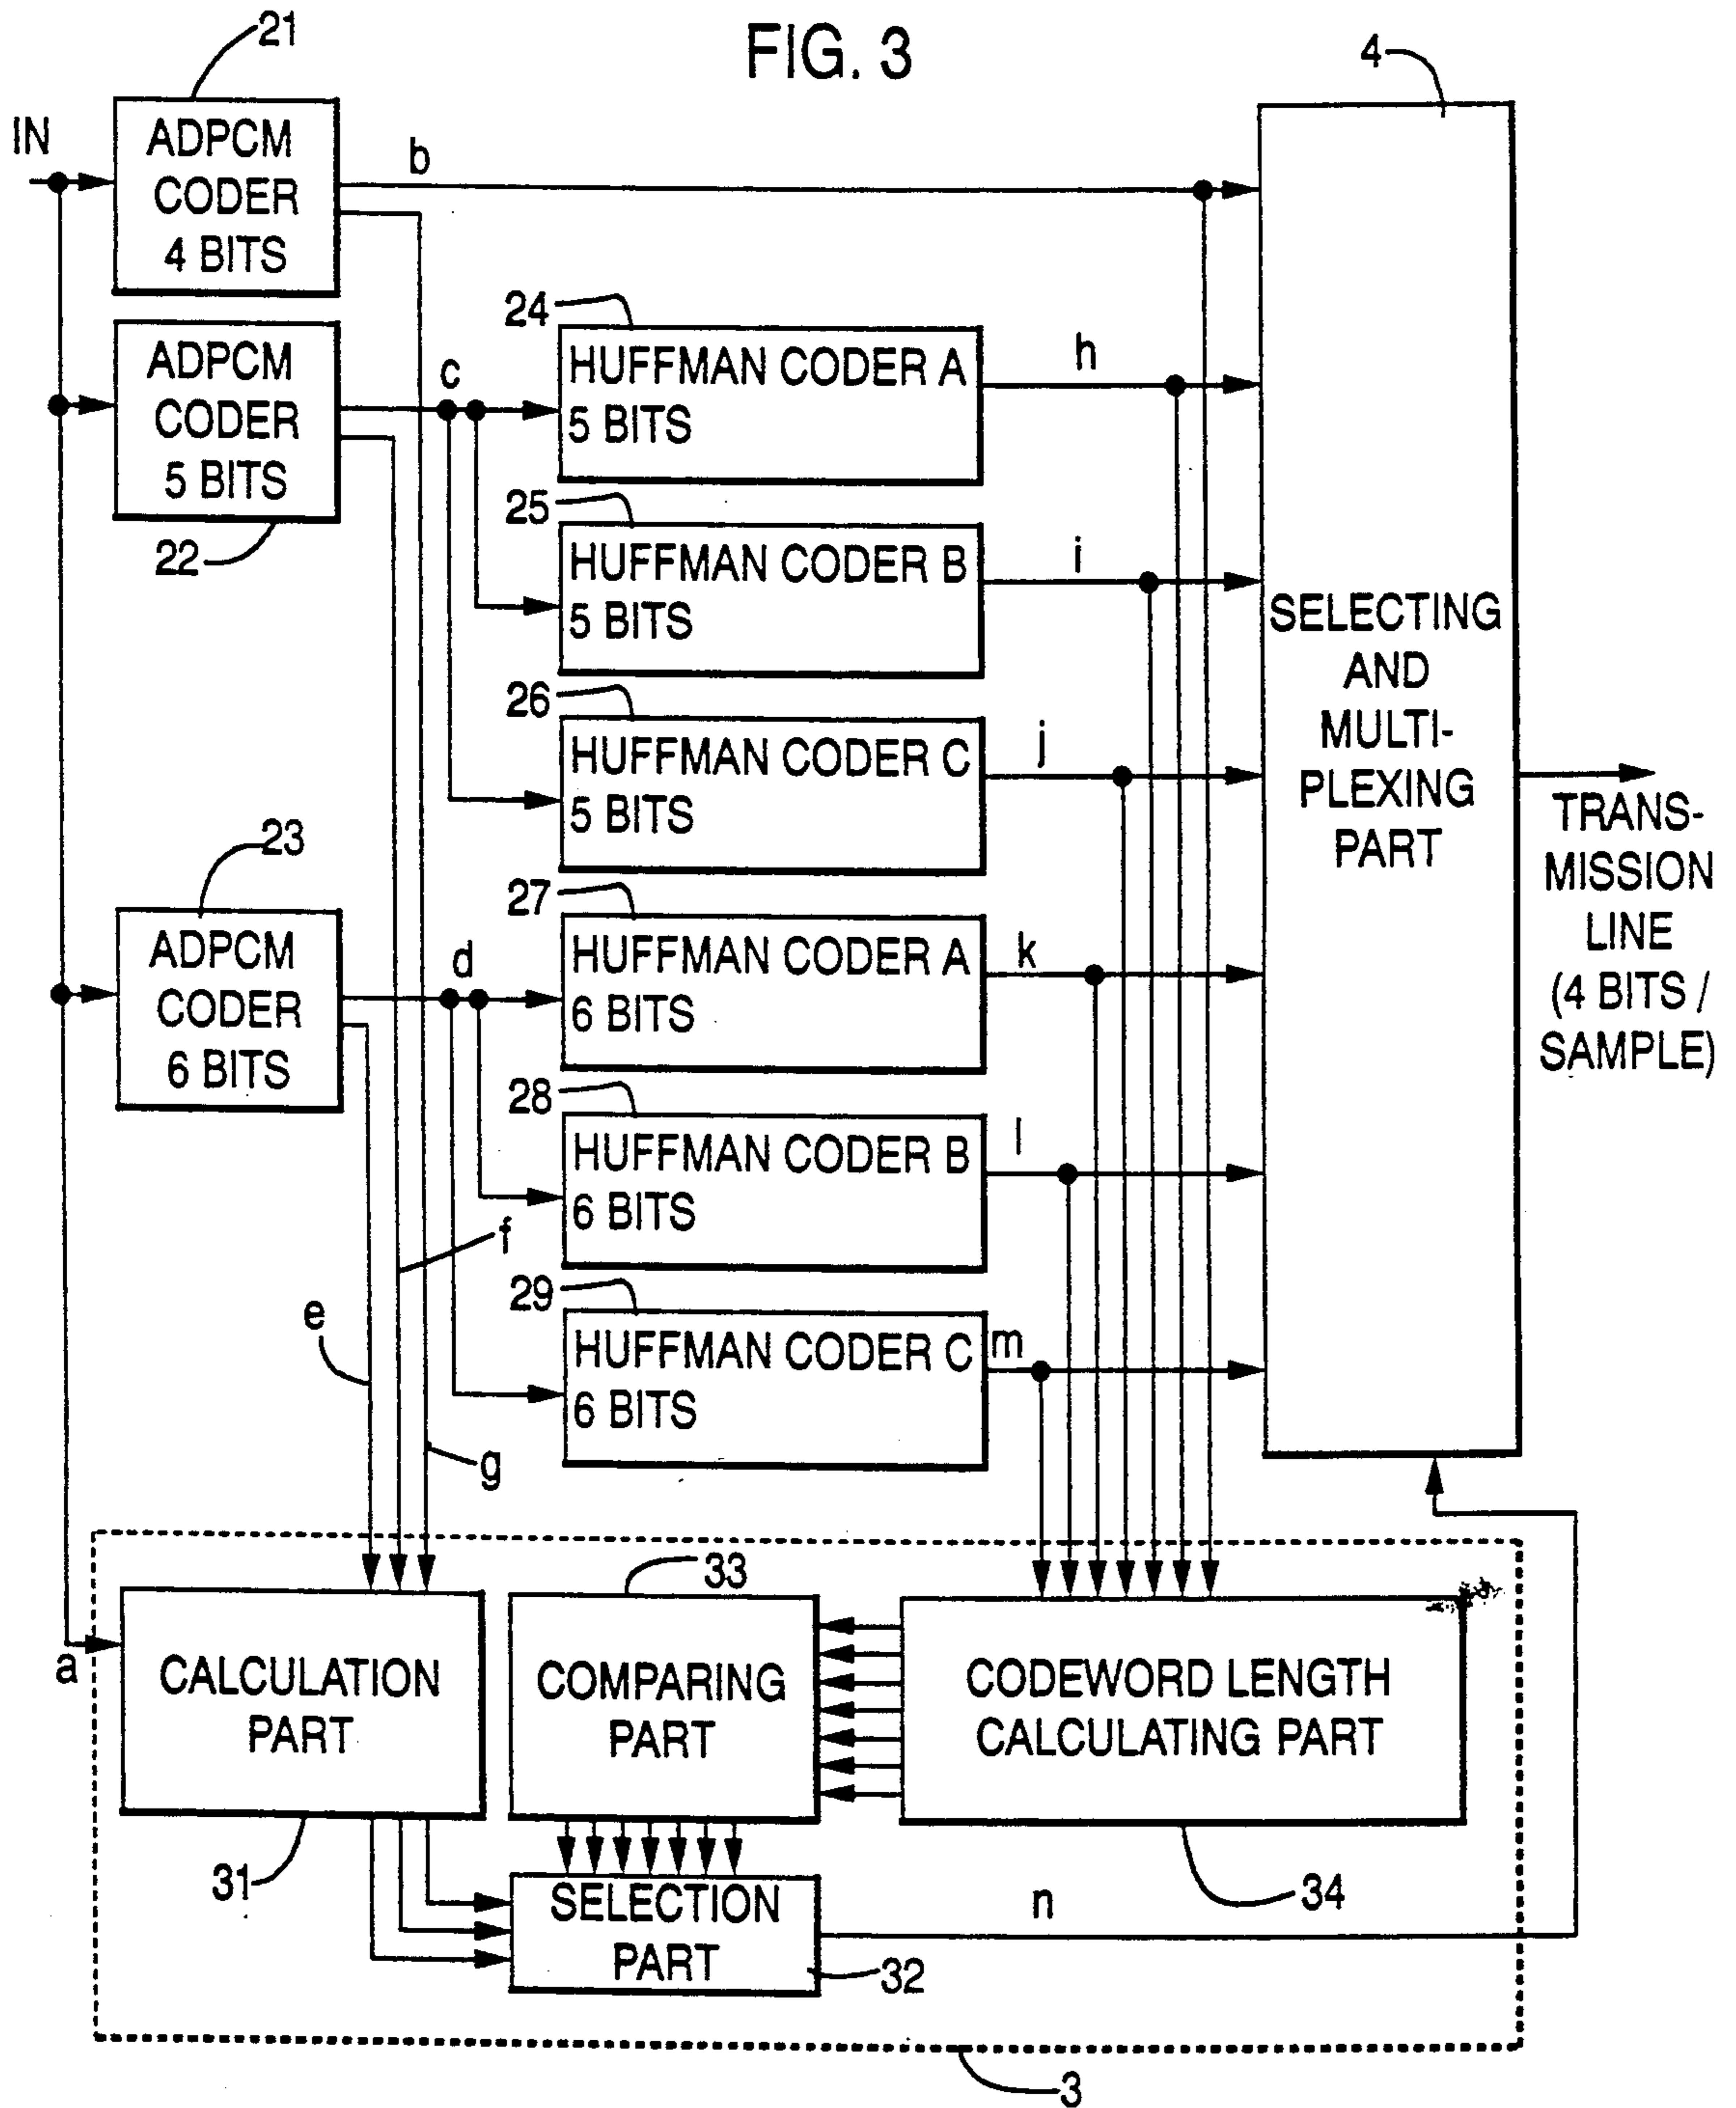 FIG. 3
21
4
IN
ADPCM
CODER
4 BITS
b
24
ADPCM
CODER
5 BITS
22
c
HUFFMAN CODER A
5 BITS
h
25
HUFFMAN CODER B
5 BITS
i
26
HUFFMAN CODER C
5 BITS
j
SELECTING
AND
MULTI-
PLEXING
PART
TRANS-
MISSION
LINE
(4 BITS /
SAMPLE)
23
ADPCM
CODER
6 BITS
d
27
HUFFMAN CODER A
6 BITS
k
28
HUFFMAN CODER B
6 BITS
l
f
29
e
HUFFMAN CODER C
6 BITS
m
g
33
a
CALCULATION
PART
COMPARING
PART
CODEWORD LENGTH
CALCULATING PART
31
34
SELECTION
PART
n
32
3